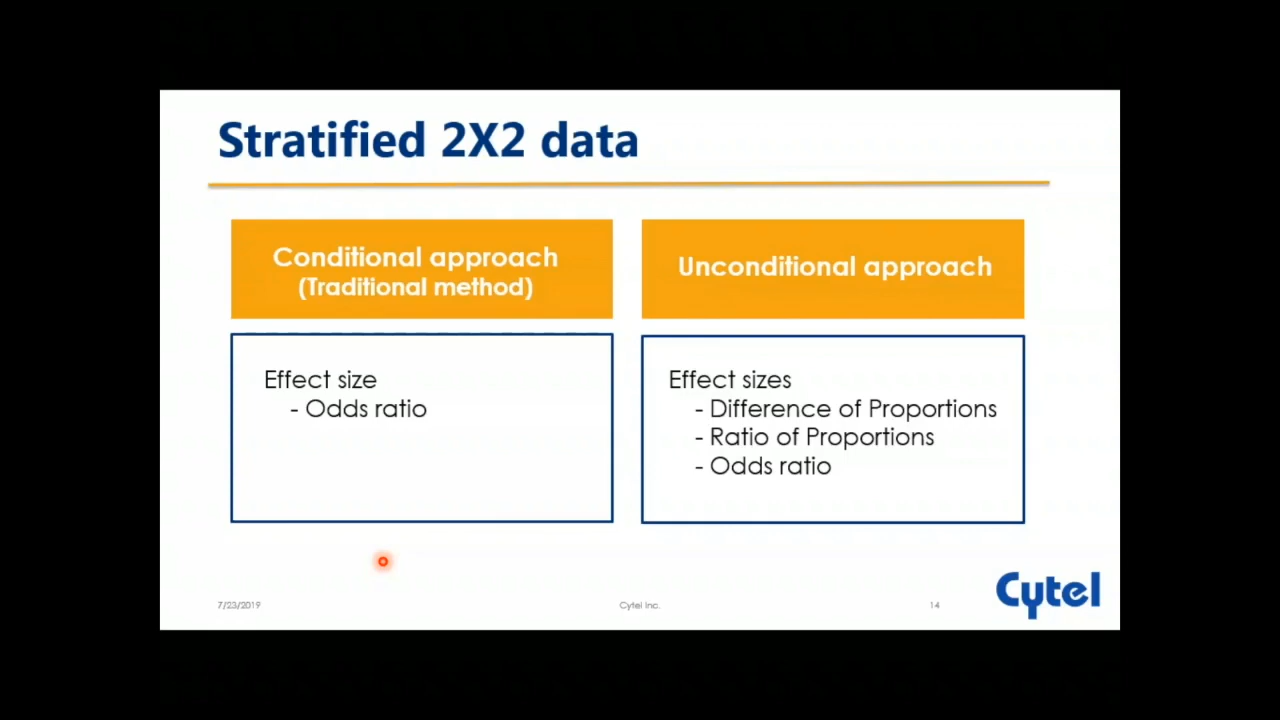 Stratified 2X2 data
Conditional approach
(Traditional method)
Unconditional approach
Effect size
- Odds ratio
Effect sizes
- Difference of Proportions
- Ratio of Proportions
- Odds ratio
7/23/2019
Cytel Inc.
14
Cytel